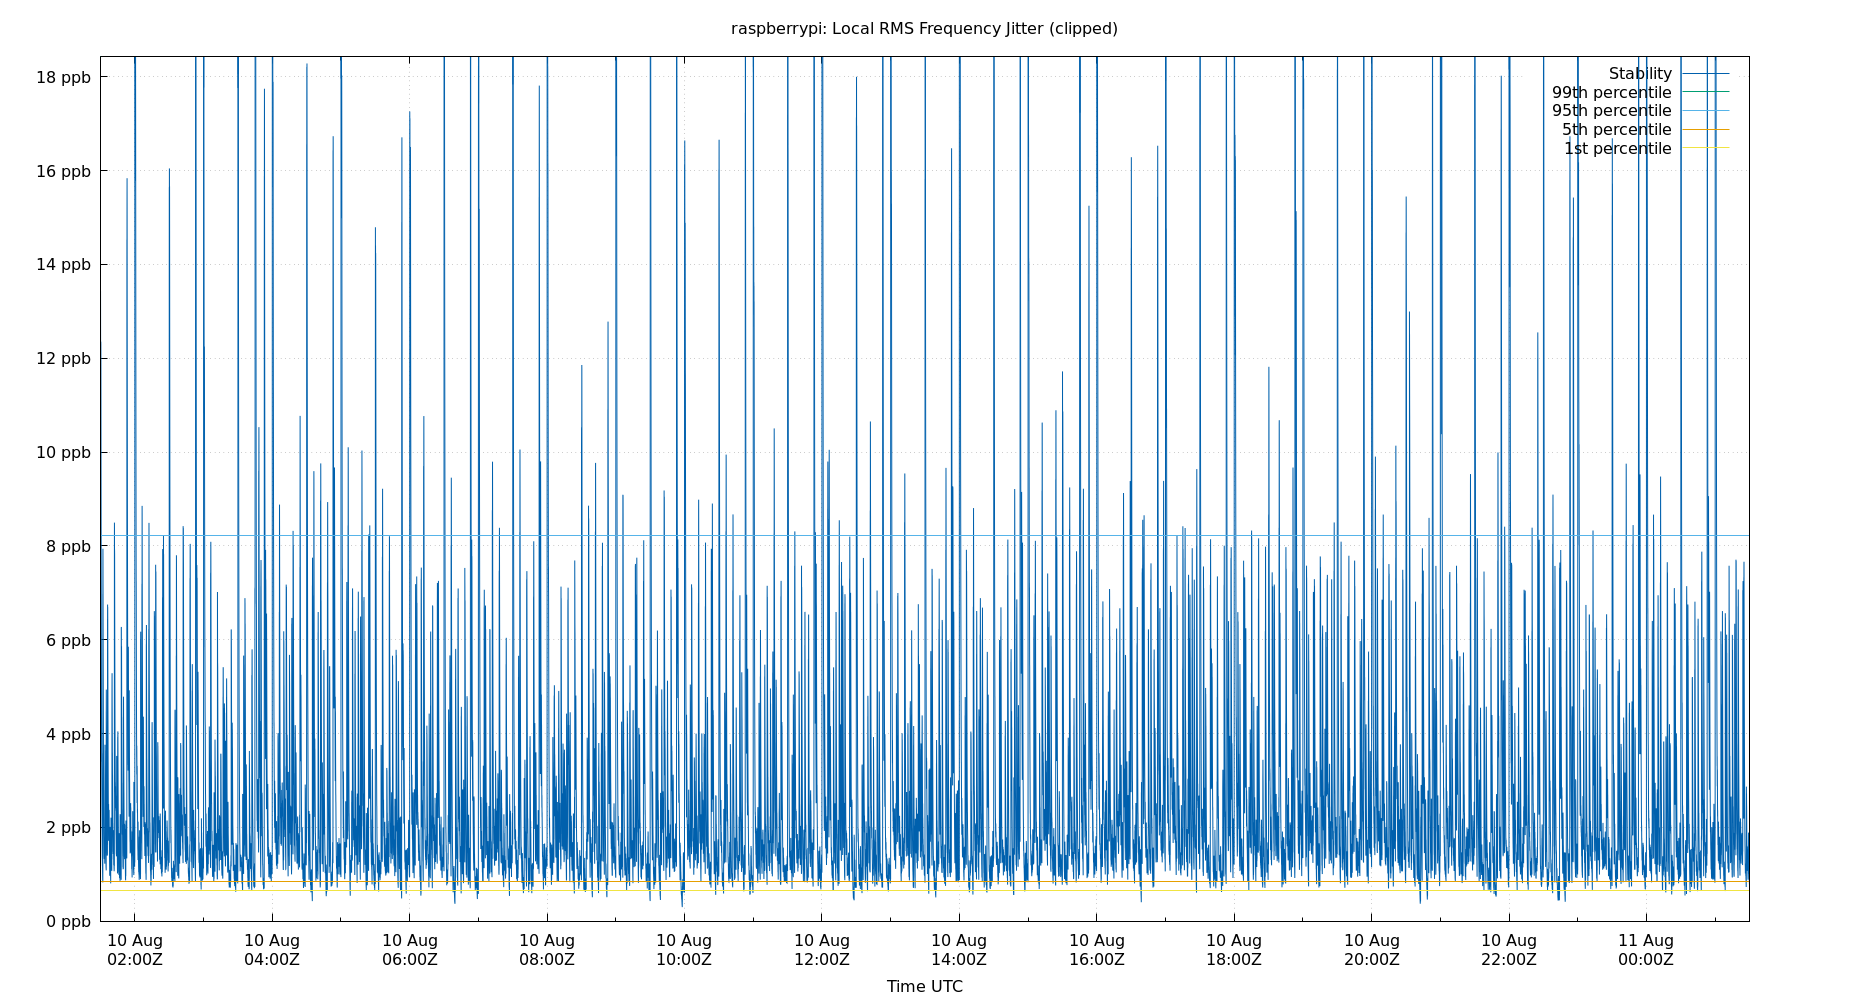 raspberrypi: Local RMS Frequency Jitter (clipped)
18 ppb
16 ppb
14 ppb
12 ppb
10 ppb
8 ppb
6 ppb
4 ppb
2 ppb
0 ppb
Stability
99th percentile
95th percentile
5th percentile
1st percentile
10 Aug 10 Aug 10 Aug 10 Aug 10 Aug 10 Aug 10 Aug 10 Aug 10 Aug 10 Aug 10 Aug 11 Aug
02:00Z 04:00Z 06:00Z 08:00Z 10:00Z 12:00Z 14:00Z 16:00Z 18:00Z 20:00Z 22:00Z 00:00Z
Time UTC